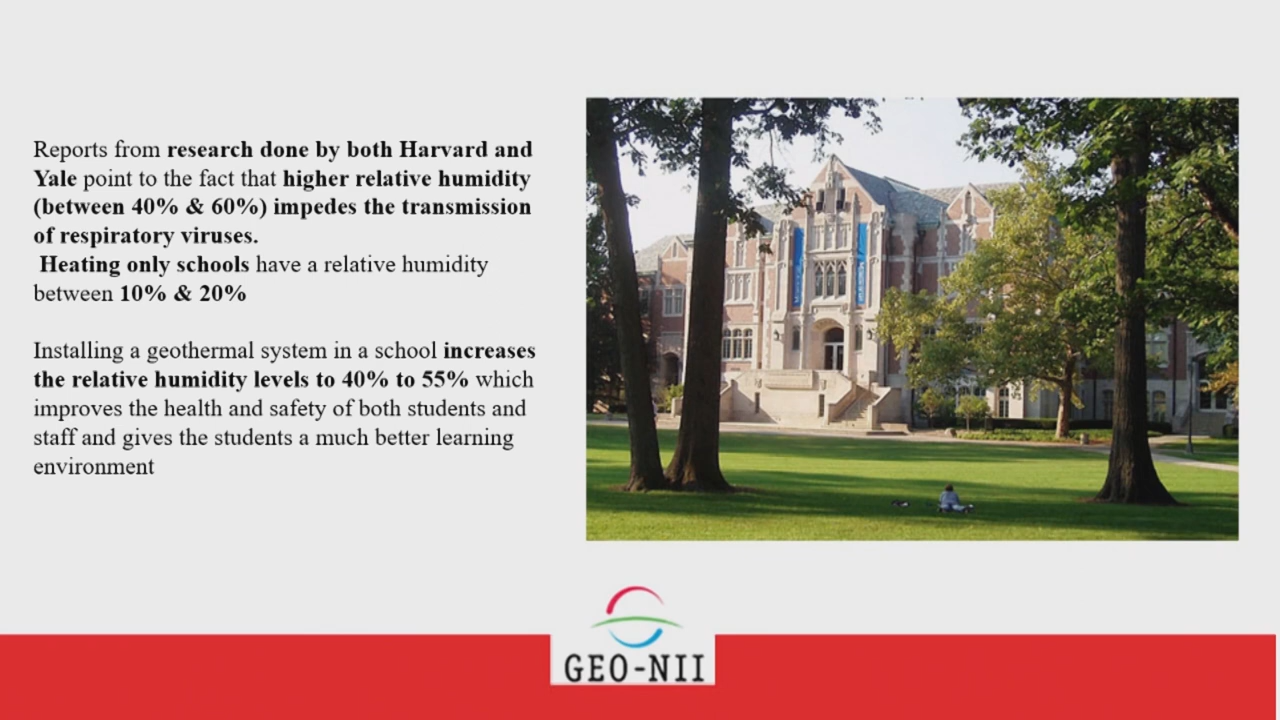 Reports from research done by both Harvard and
Yale point to the fact that higher relative humidity
(between 40% & 60%) impedes the transmission
of respiratory viruses.
Heating only schools have a relative humidity
between 10% & 20%
Installing a geothermal system in a school increases
the relative humidity levels to 40% to 55% which
improves the health and safety of both students and
staff and gives the students a much better learning
environment
GEO-NII